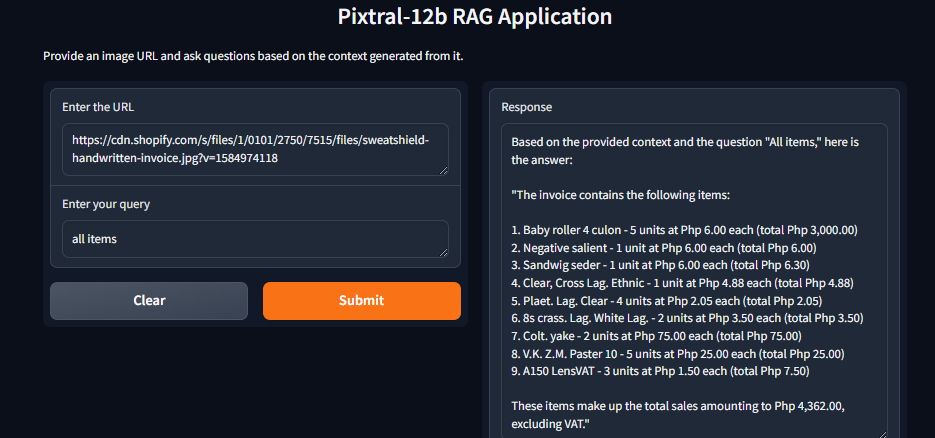 Pixtral-12b RAG Application
Provide an image URL and ask questions based on the context generated from it.
Enter the URL
https://cdn.shopify.com/s/files/1/0101/2750/7515/files/sweatshield-
handwritten-invoice.jpg?v=1584974118
Enter your query
all items
Clear
Submit
Response
Based on the provided context and the question "All items," here is
the answer:
"The invoice contains the following items:
1. Baby roller 4 culon - 5 units at Php 6.00 each (total Php 3,000.00)
2. Negative salient - 1 unit at Php 6.00 each (total Php 6.00)
3. Sandwig seder - 1 unit at Php 6.00 each (total Php 6.30)
4. Clear, Cross Lag. Ethnic - 1 unit at Php 4.88 each (total Php 4.88)
5. Plaet. Lag. Clear - 4 units at Php 2.05 each (total Php 2.05)
6. 8s crass. Lag. White Lag. - 2 units at Php 3.50 each (total Php 3.50)
7. Colt. yake - 2 units at Php 75.00 each (total Php 75.00)
8. V.K. Z.M. Paster 10 - 5 units at Php 25.00 each (total Php 25.00)
9. A150 LensVAT - 3 units at Php 1.50 each (total Php 7.50)
These items make up the total sales amounting to Php 4,362.00,
excluding VAT."